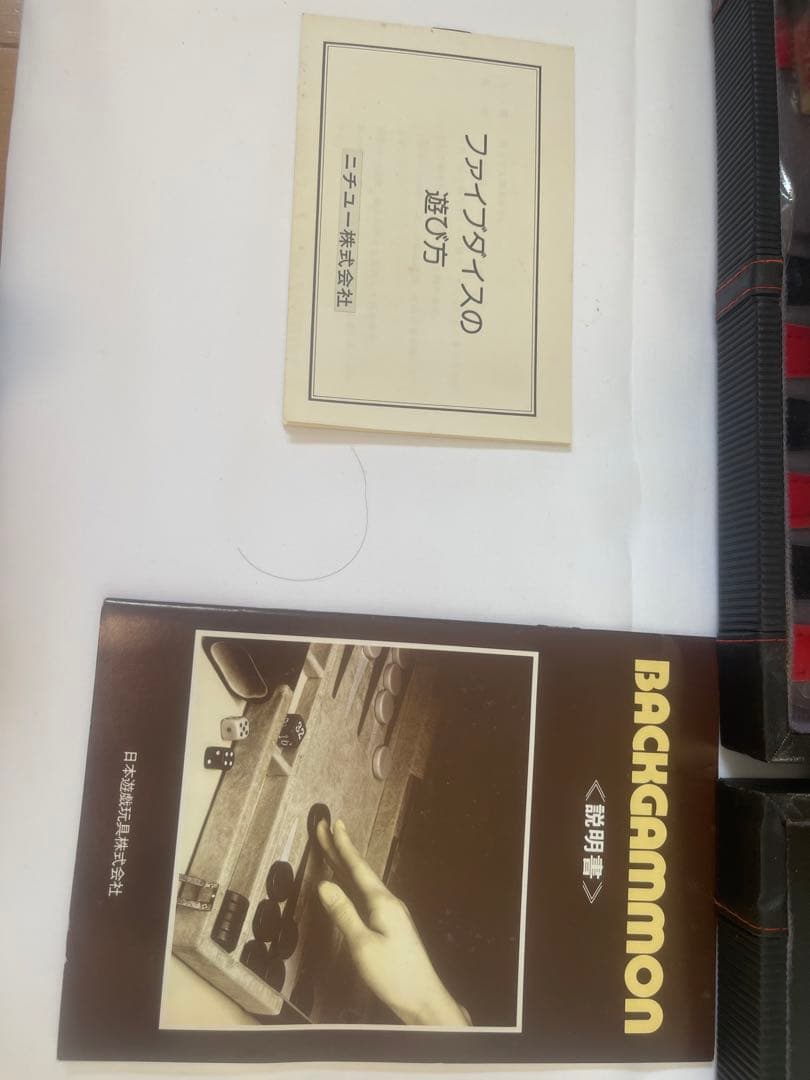 ファイブダイスの
遊び方
ニチユー株式会社
BACKGAMMON
<説明書>
日本遊戯玩具株式会社